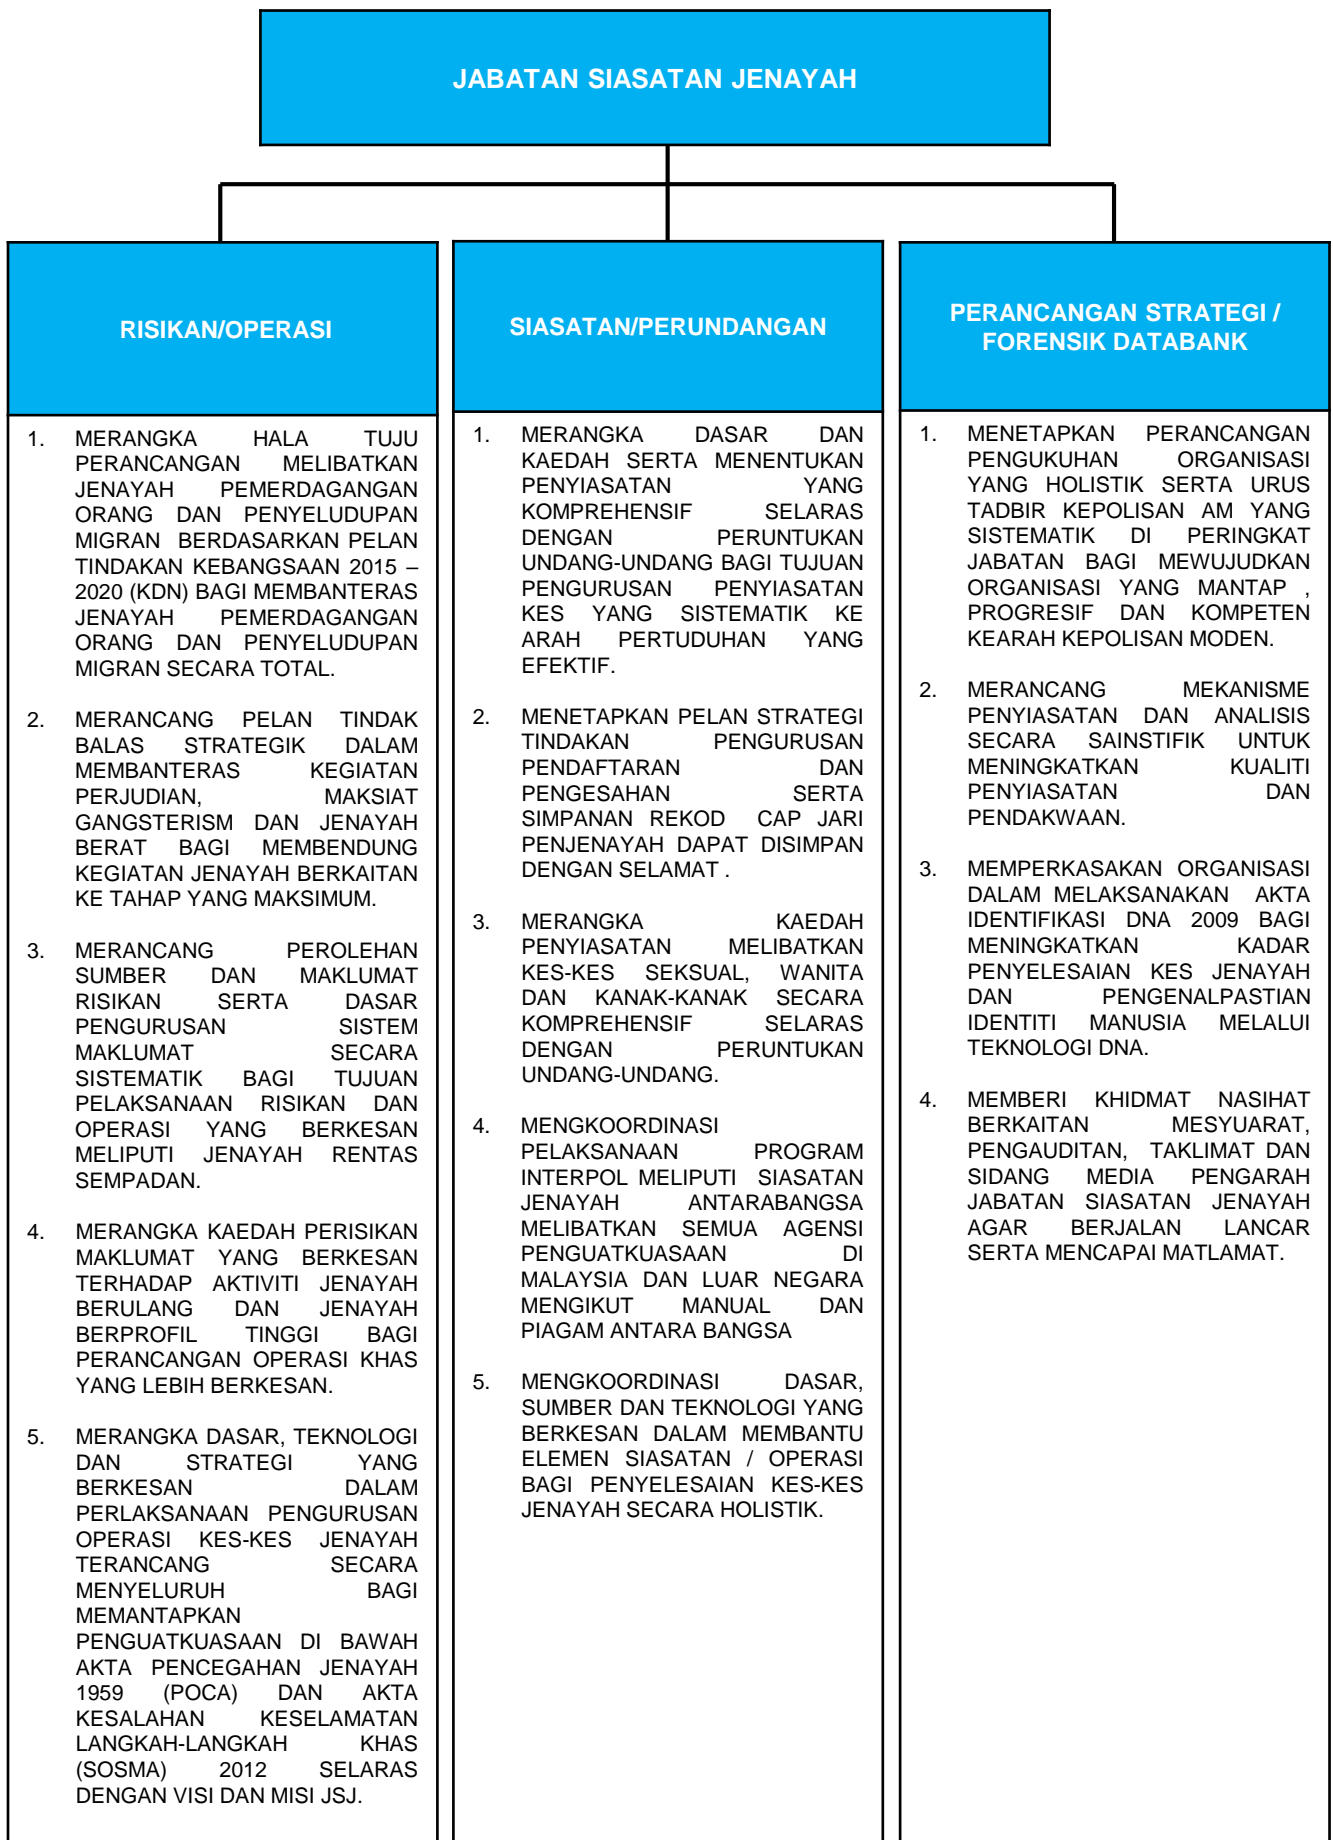 JABATAN SIASATAN JENAYAH
RISIKAN/OPERASI
1. MERANGKA HALA TUJU
PERANCANGAN MELIBATKAN
JENAYAH PEMERDAGANGAN
ORANG DAN PENYELUDUPAN
MIGRAN BERDASARKAN PELAN
TINDAKAN KEBANGSAAN 2015 –
2020 (KDN) BAGI MEMBANTERAS
JENAYAH PEMERDAGANGAN
ORANG DAN PENYELUDUPAN
MIGRAN SECARA TOTAL.
2. MERANCANG PELAN TINDAK
BALAS STRATEGIK DALAM
MEMBANTERAS KEGIATAN
PERJUDIAN, MAKSIAT
GANGSTERISM DAN JENAYAH
BERAT BAGI MEMBENDUNG
KEGIATAN JENAYAH BERKAITAN
KE TAHAP YANG MAKSIMUM.
3. MERANCANG PEROLEHAN
SUMBER DAN MAKLUMAT
RISIKAN SERTA DASAR
PENGURUSAN SISTEM
MAKLUMAT SECARA
SISTEMATIK BAGI TUJUAN
PELAKSANAAN RISIKAN DAN
OPERASI YANG BERKESAN
MELIPUTI JENAYAH RENTAS
SEMPADAN.
4. MERANGKA KAEDAH PERISIKAN
MAKLUMAT YANG BERKESAN
TERHADAP AKTIVITI JENAYAH
BERULANG DAN JENAYAH
BERPROFIL TINGGI BAGI
PERANCANGAN OPERASI KHAS
YANG LEBIH BERKESAN.
5. MERANGKA DASAR, TEKNOLOGI
DAN STRATEGI YANG
BERKESAN DALAM
PERLAKSANAAN PENGURUSAN
OPERASI KES-KES JENAYAH
TERANCANG SECARA
MENYELURUH BAGI
MEMANTAPKAN
PENGUATKUASAAN DI BAWAH
AKTA PENCEGAHAN JENAYAH
1959 (POCA) DAN AKTA
KESALAHAN KESELAMATAN
LANGKAH-LANGKAH KHAS
(SOSMA) 2012 SELARAS
DENGAN VISI DAN MISI JSJ.
SIASATAN/PERUNDANGAN
1. MERANGKA DASAR DAN
KAEDAH SERTA MENENTUKAN
PENYIASATAN YANG
KOMPREHENSIF SELARAS
DENGAN PERUNTUKAN
UNDANG-UNDANG BAGI TUJUAN
PENGURUSAN PENYIASATAN
KES YANG SISTEMATIK KE
ARAH PERTUDUHAN YANG
EFEKTIF.
2. MENETAPKAN PELAN STRATEGI
TINDAKAN PENGURUSAN
PENDAFTARAN DAN
PENGESAHAN SERTA
SIMPANAN REKOD CAP JARI
PENJENAYAH DAPAT DISIMPAN
DENGAN SELAMAT .
3. MERANGKA KAEDAH
PENYIASATAN MELIBATKAN
KES-KES SEKSUAL, WANITA
DAN KANAK-KANAK SECARA
KOMPREHENSIF SELARAS
DENGAN PERUNTUKAN
UNDANG-UNDANG.
4. MENGKOORDINASI
PELAKSANAAN PROGRAM
INTERPOL MELIPUTI SIASATAN
JENAYAH ANTARABANGSA
MELIBATKAN SEMUA AGENSI
PENGUATKUASAAN DI
MALAYSIA DAN LUAR NEGARA
MENGIKUT MANUAL DAN
PIAGAM ANTARA BANGSA
5. MENGKOORDINASI DASAR,
SUMBER DAN TEKNOLOGI YANG
BERKESAN DALAM MEMBANTU
ELEMEN SIASATAN / OPERASI
BAGI PENYELESAIAN KES-KES
JENAYAH SECARA HOLISTIK.
PERANCANGAN STRATEGI /
FORENSIK DATABANK
1. MENETAPKAN PERANCANGAN
PENGUKUHAN ORGANISASI
YANG HOLISTIK SERTA URUS
TADBIR KEPOLISAN AM YANG
SISTEMATIK DI PERINGKAT
JABATAN BAGI MEWUJUDKAN
ORGANISASI YANG MANTAP ,
PROGRESIF DAN KOMPETEN
KEARAH KEPOLISAN MODEN.
2. MERANCANG MEKANISME
PENYIASATAN DAN ANALISIS
SECARA SAINSTIFIK UNTUK
MENINGKATKAN KUALITI
PENYIASATAN DAN
PENDAKWAAN.
3. MEMPERKASAKAN ORGANISASI
DALAM MELAKSANAKAN AKTA
IDENTIFIKASI DNA 2009 BAGI
MENINGKATKAN KADAR
PENYELESAIAN KES JENAYAH
DAN PENGENALPASTIAN
IDENTITI MANUSIA MELALUI
TEKNOLOGI DNA.
4. MEMBERI KHIDMAT NASIHAT
BERKAITAN MESYUARAT,
PENGAUDITAN, TAKLIMAT DAN
SIDANG MEDIA PENGARAH
JABATAN SIASATAN JENAYAH
AGAR BERJALAN LANCAR
SERTA MENCAPAI MATLAMAT.